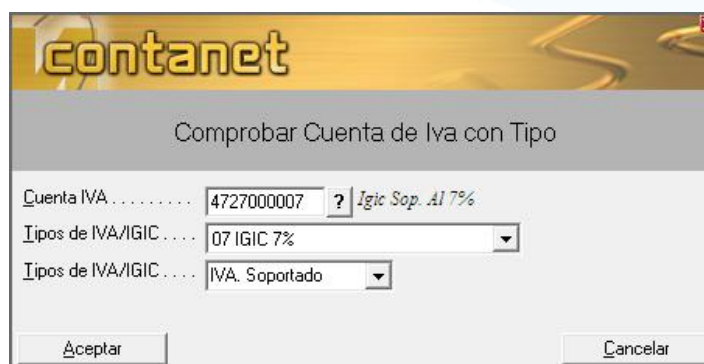 contanet
Comprobar Cuenta de Iva con Tipo
Cuenta IVA . . . . . . . . . 4727000007 ? Igic Sop. Al 7%
Tipos de IVA/IGIC . . . . 07 IGIC 7%
Tipos de IVA/IGIC . . . . IVA. Soportado
Aceptar Cancelar